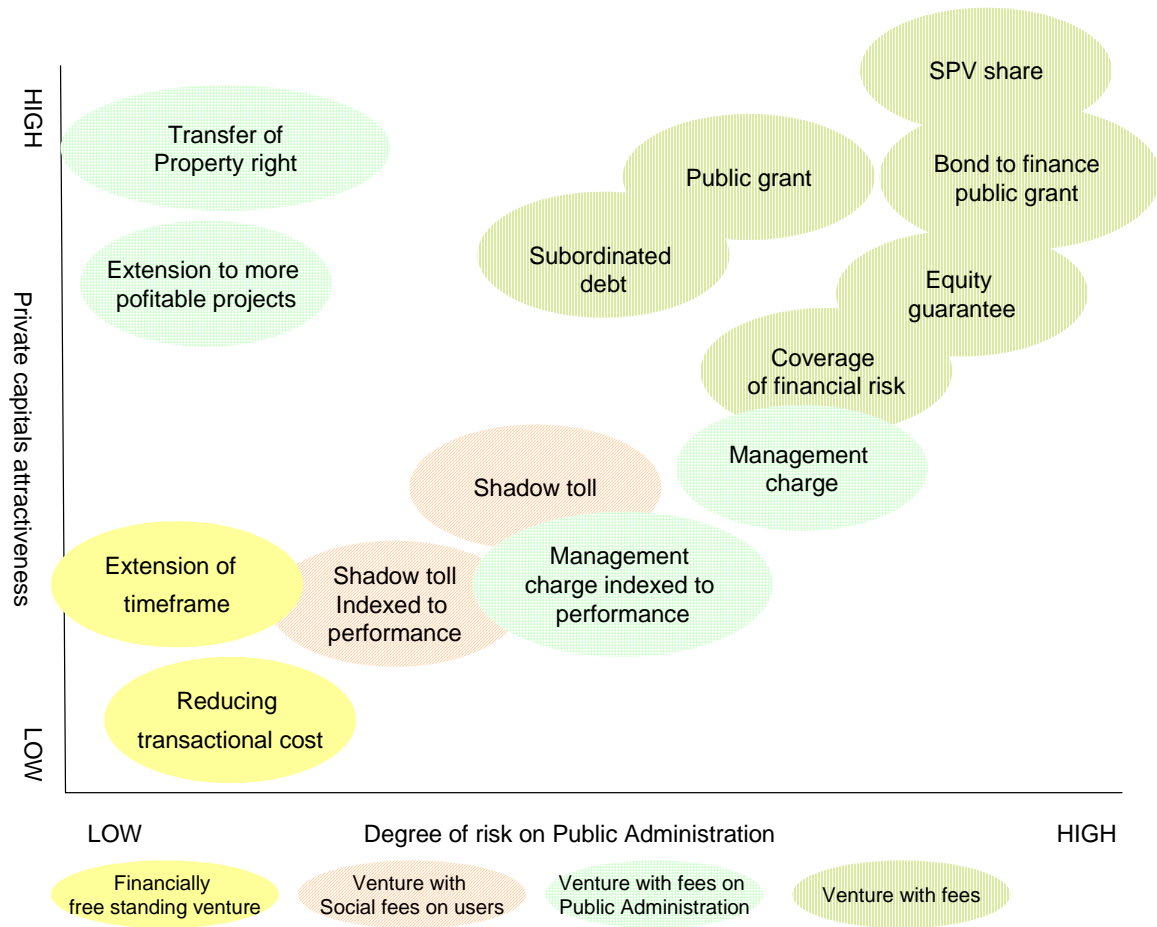 SPV share
HIGH
Transfer of
Property right
Public grant
Bond to finance
public grant
Subordinated
debt
Extension to more
pofitable projects
Equity
guarantee
Private capitals attractiveness
Coverage
of financial risk
Management
charge
Shadow toll
Extension of
timeframe
Shadow toll
Indexed to
performance
Management
charge indexed to
performance
Reducing
transactional cost
LOW
LOW
Degree of risk on Public Administration
HIGH
Financially
free standing venture
Venture with
Social fees on users
Venture with fees on
Public Administration
Venture with fees